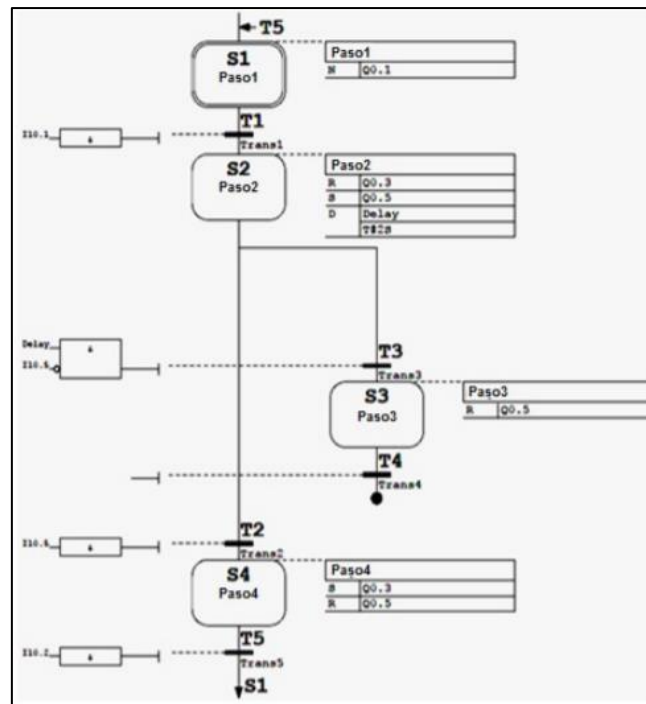 T5
S1
Paso1
Paso1
N Q0.1
I10.1
&
T1
Trans1
S2
Paso2
Paso2
R Q0.3
S Q0.5
D Delay
T#2S
Delay
I10.5
&
T3
Trans3
S3
Paso3
Paso3
R Q0.5
T4
Trans4
&
T2
Trans2
S4
Paso4
Paso4
S Q0.3
R Q0.5
I10.2
&
T5
Trans5
S1